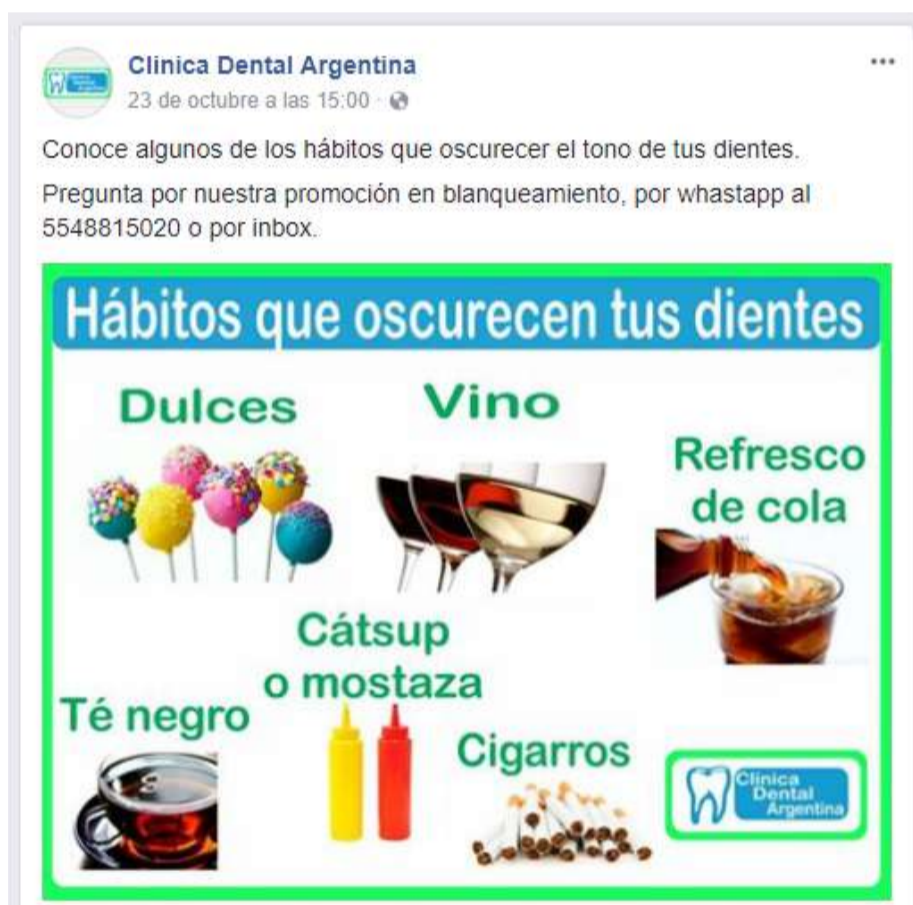 Clinica Dental Argentina
23 de octubre a las 15:00 ·
Conoce algunos de los hábitos que oscurecer el tono de tus dientes.
Pregunta por nuestra promoción en blanqueamiento, por whastapp al
5548815020 o por inbox.
Hábitos que oscurecen tus dientes
Dulces
Vino
Refresco
de cola
Cátsup
o mostaza
Té negro
Cigarros
Clínica
Dental
Argentina